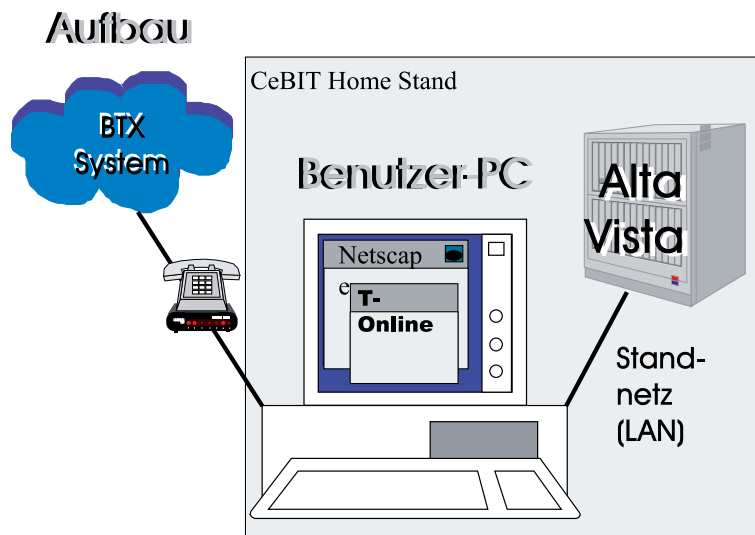 Aufbau
CeBIT Home Stand
BTX
System
Benutzer-PC
Alta
Vista
Netscap
e
T-
Online
Stand-
netz
(LAN)